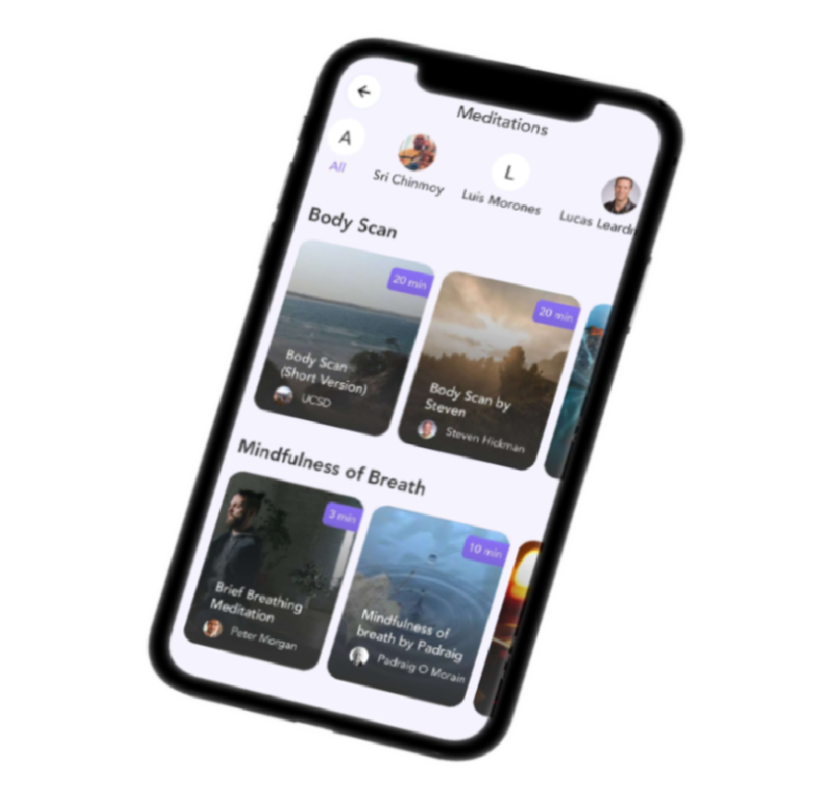 Meditations
A
L
All
Sri Chinmoy
Luis Morones
Lucas Leard
Body Scan
20 min
20 min
Body Scan
(Short Version)
UCSD
Body Scan by
Steven
Steven Hickman
Mindfulness of Breath
3 min
10 min
Brief Breathing
Meditation
Peter Morgan
Mindfulness of
breath by Padraig
Padraig O Morain